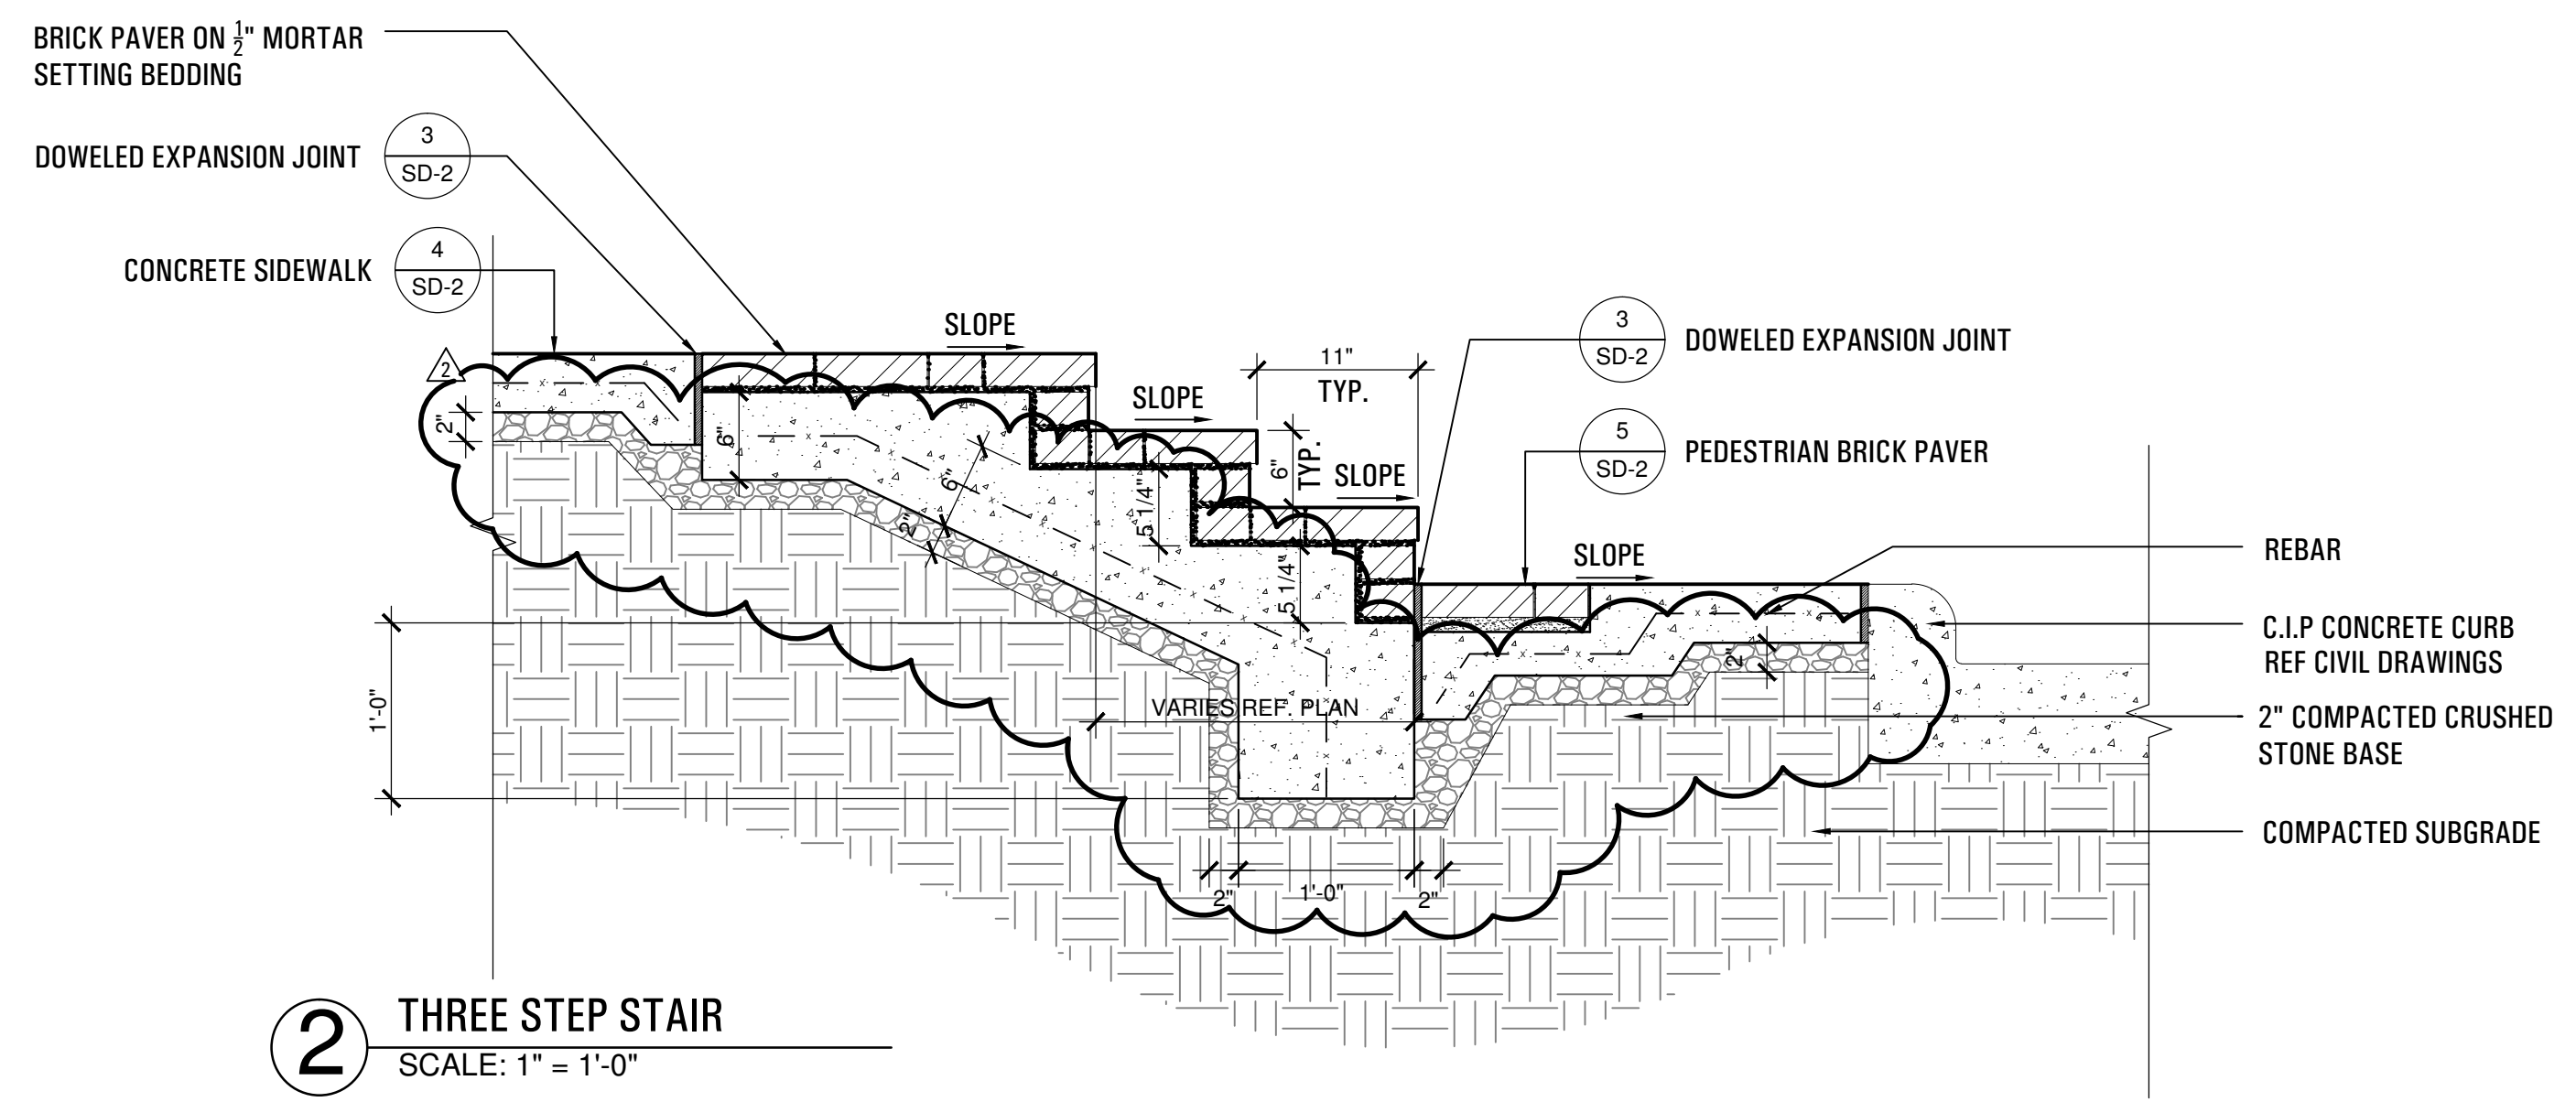 BRICK PAVER ON 1/2" MORTAR
SETTING BEDDING
DOWELED EXPANSION JOINT
3
SD-2
CONCRETE SIDEWALK
4
SD-2
2
2"
6"
6"
2"
SLOPE
SLOPE
11"
TYP.
6"
TYP.
SLOPE
5 1/4"
5 1/4"
SLOPE
3
SD-2
DOWELED EXPANSION JOINT
5
SD-2
PEDESTRIAN BRICK PAVER
2"
REBAR
C.I.P CONCRETE CURB
REF CIVIL DRAWINGS
2" COMPACTED CRUSHED
STONE BASE
COMPACTED SUBGRADE
1'-0"
VARIES REF. PLAN
2"
1'-0"
2"
2
THREE STEP STAIR
SCALE: 1" = 1'-0"